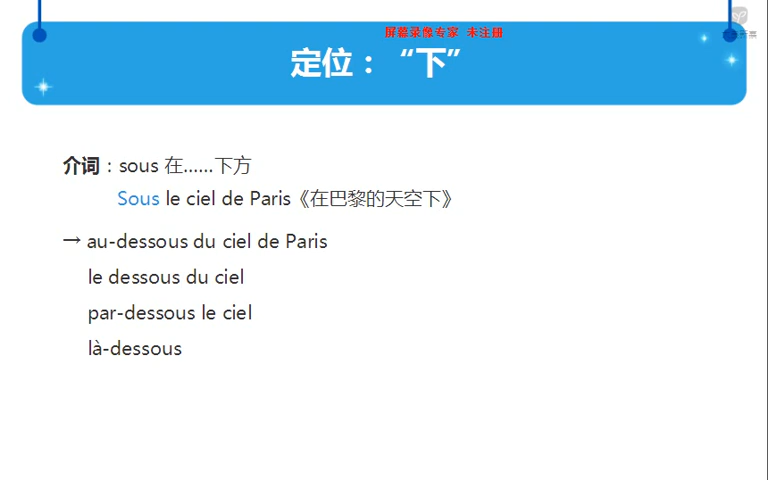 屏幕录像专家 未注册
定位：“下”
介词：sous 在……下方
Sous le ciel de Paris《在巴黎的天空下》
→ au-dessous du ciel de Paris
le dessous du ciel
par-dessous le ciel
là-dessous